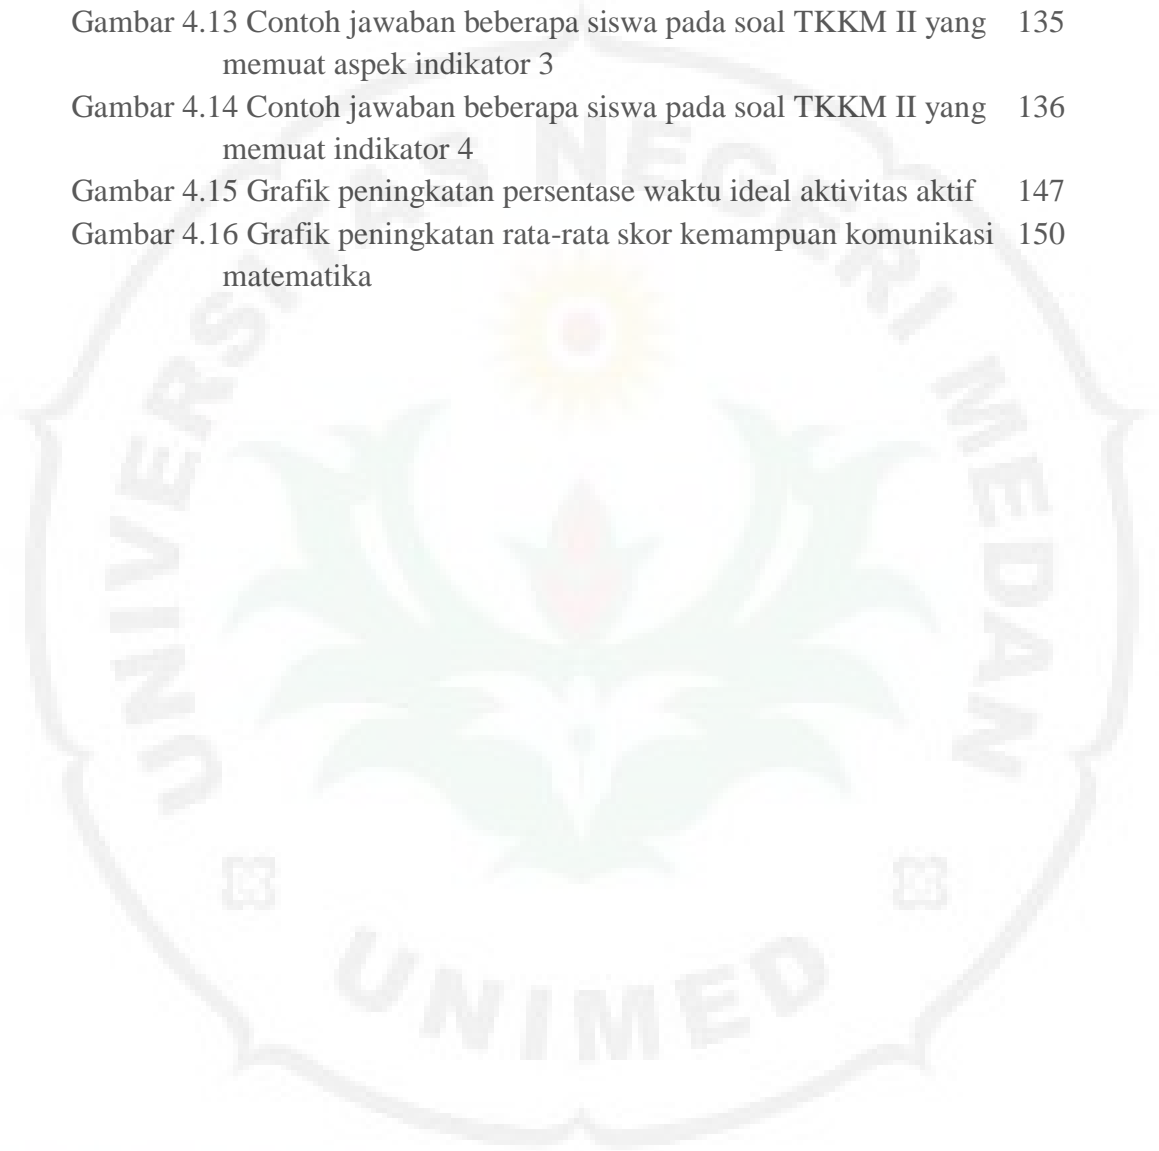 Gambar 4.13 Contoh jawaban beberapa siswa pada soal TKKM II yang 135
memuat aspek indikator 3
Gambar 4.14 Contoh jawaban beberapa siswa pada soal TKKM II yang 136
memuat indikator 4
Gambar 4.15 Grafik peningkatan persentase waktu ideal aktivitas aktif 147
Gambar 4.16 Grafik peningkatan rata-rata skor kemampuan komunikasi 150
matematika
UNIVERSITAS NEGERI MEDAN
UNIMED